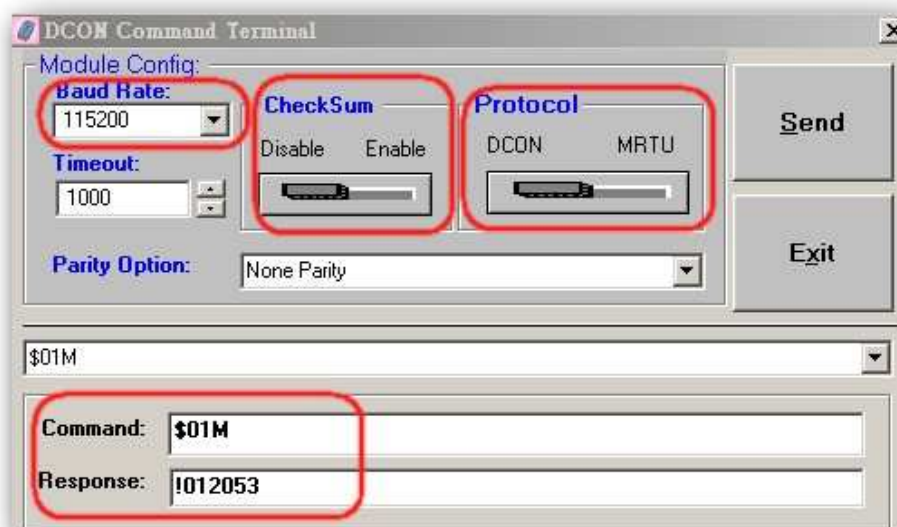 DCON Command Terminal
Module Config:
Baud Rate:
115200
Timeout:
1000
CheckSum
Disable Enable
Protocol
DCON MRTU
Parity Option:
None Parity
Send
Exit
$01M
Command: $01M
Response: !012053